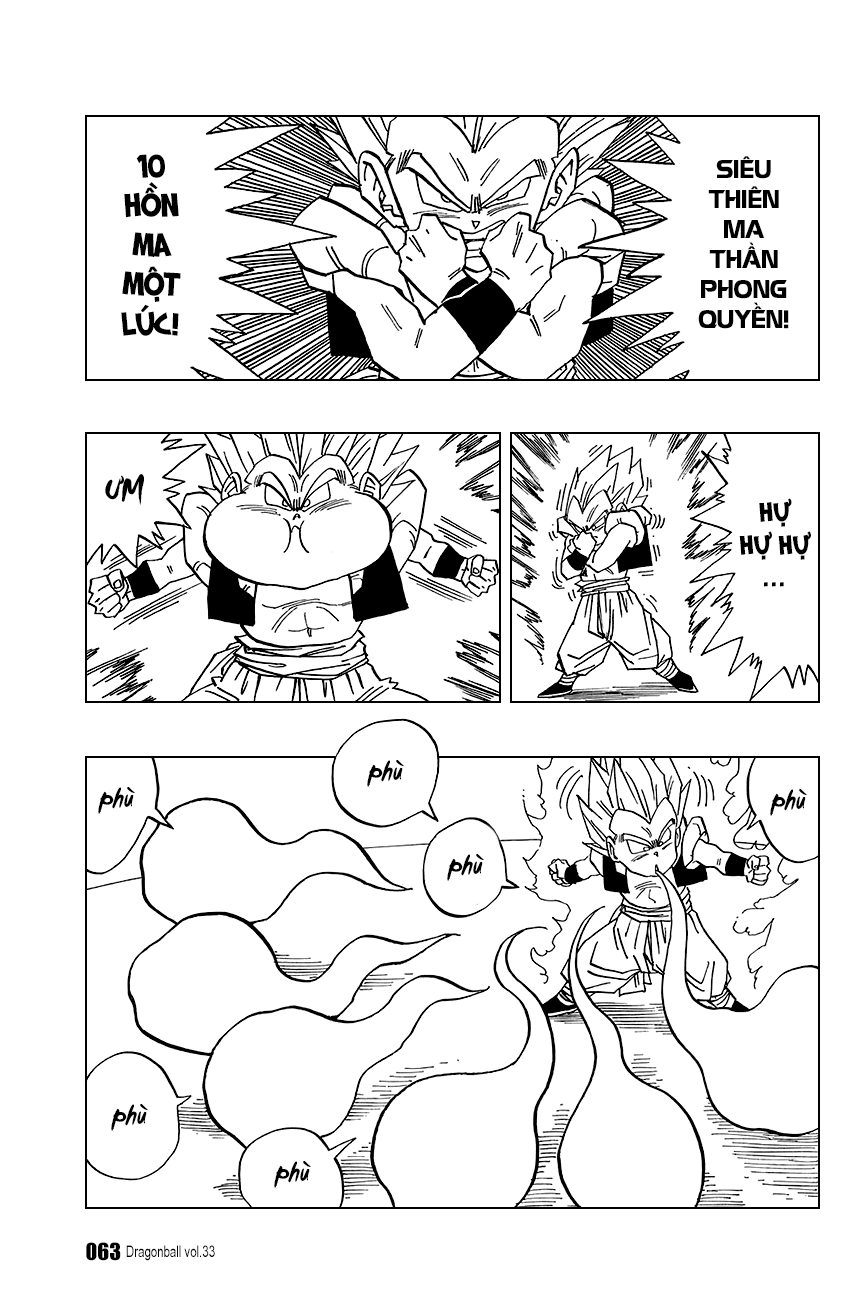 SIÊU
THIÊN
MA
THẦN
PHONG
QUYỀN!
10
HỒN
MA
MỘT
LÚC!
HỰ
HỰ HỰ
...
ƯM
phù
phù
phù
phù
phù
phù
063 Dragonball vol.33